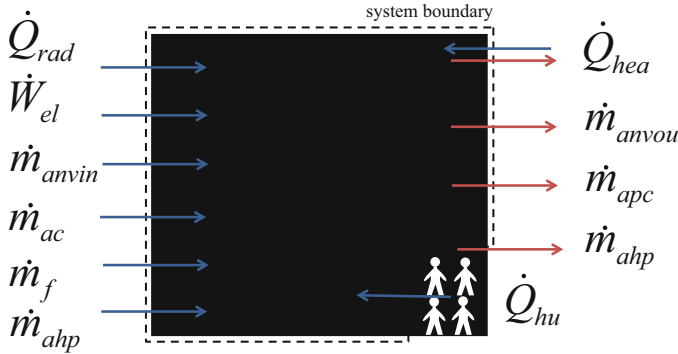 system boundary
Q̇rad
Ẇel
ṁanvin
ṁac
ṁf
ṁahp
Q̇hea
ṁanvou
ṁapc
ṁahp
Q̇hu